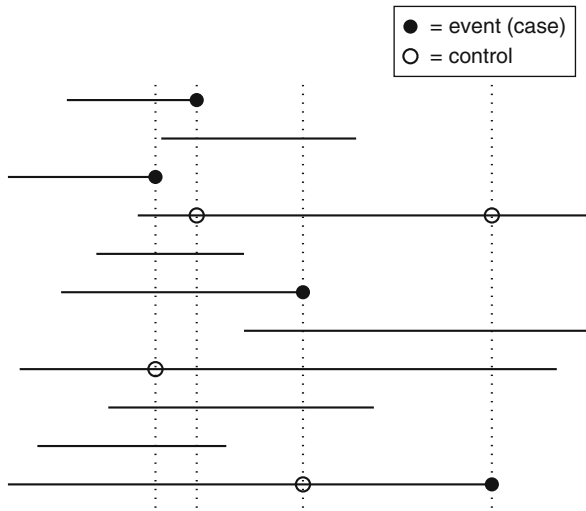 = event (case)
= control